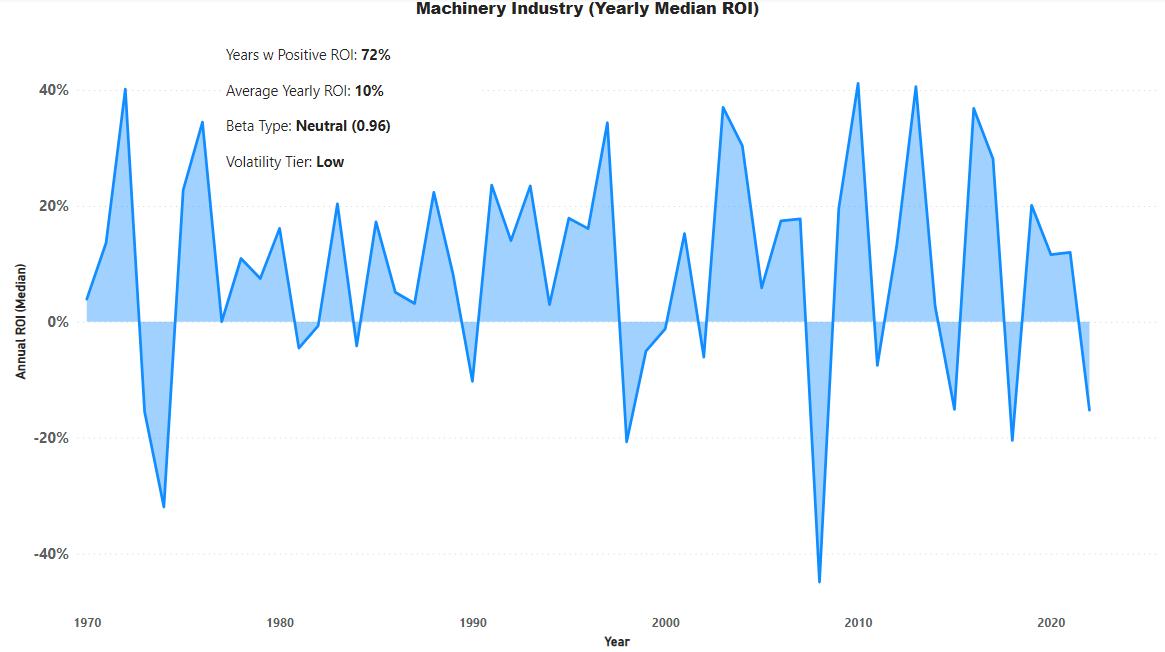 Machinery Industry (Yearly Median ROI)
Years w Positive ROI: 72%
Average Yearly ROI: 10%
Beta Type: Neutral (0.96)
Volatility Tier: Low
Annual ROI (Median)
40%
20%
0%
-20%
-40%
1970 1980 1990 2000 2010 2020
Year